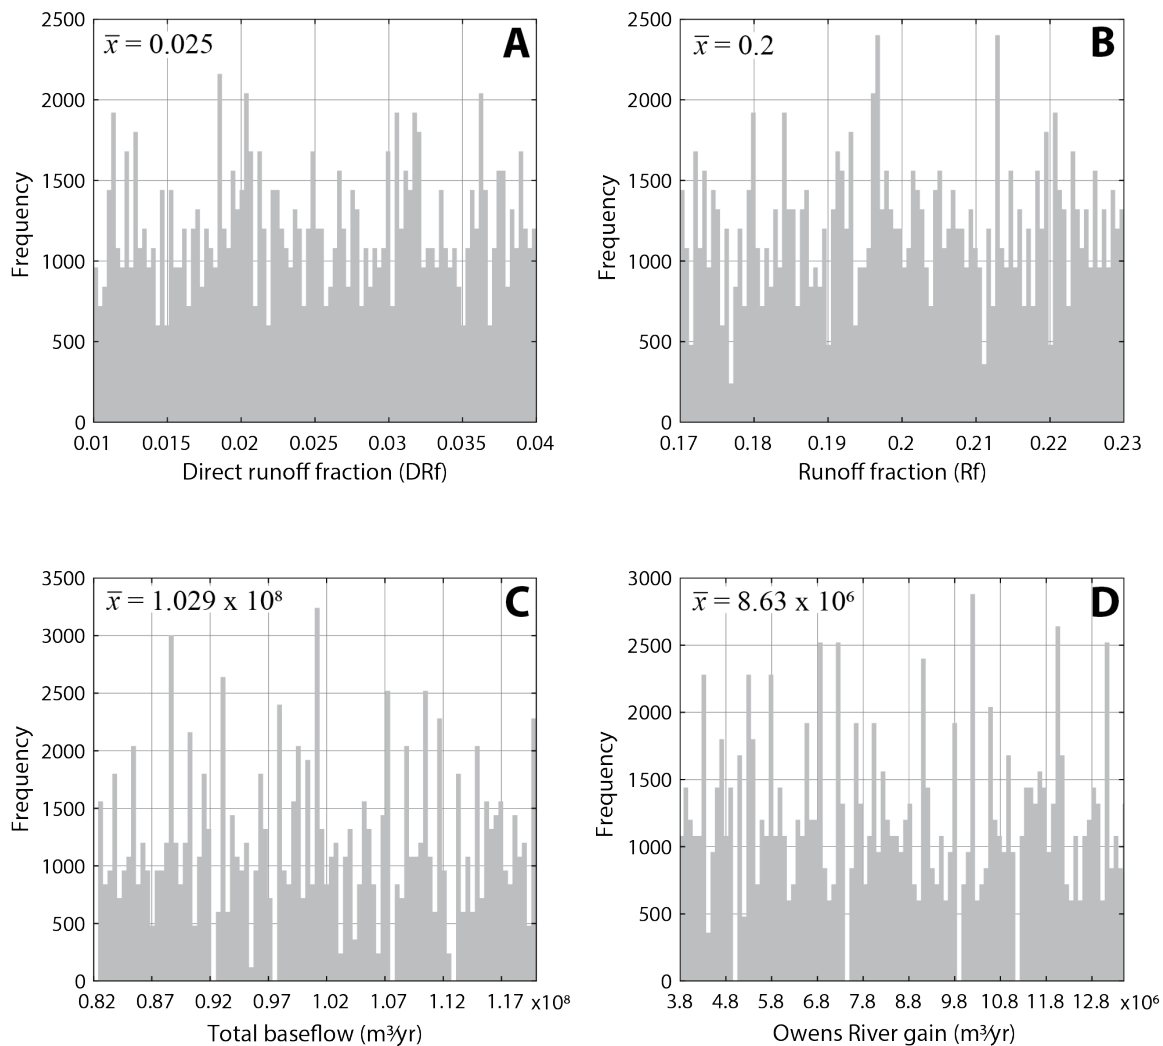 x̅ = 0.025
A
Frequency
2500
2000
1500
1000
500
0
0.01 0.015 0.02 0.025 0.03 0.035 0.04
Direct runoff fraction (DRf)
x̅ = 0.2
B
Frequency
2500
2000
1500
1000
500
0
0.17 0.18 0.19 0.2 0.21 0.22 0.23
Runoff fraction (Rf)
x̅ = 1.029 x 10⁸
C
Frequency
3500
3000
2500
2000
1500
1000
500
0
0.82 0.87 0.92 0.97 1.02 1.07 1.12 1.17 x10⁸
Total baseflow (m³/yr)
x̅ = 8.63 x 10⁶
D
Frequency
3000
2500
2000
1500
1000
500
0
3.8 4.8 5.8 6.8 7.8 8.8 9.8 10.8 11.8 12.8 x10⁶
Owens River gain (m³/yr)